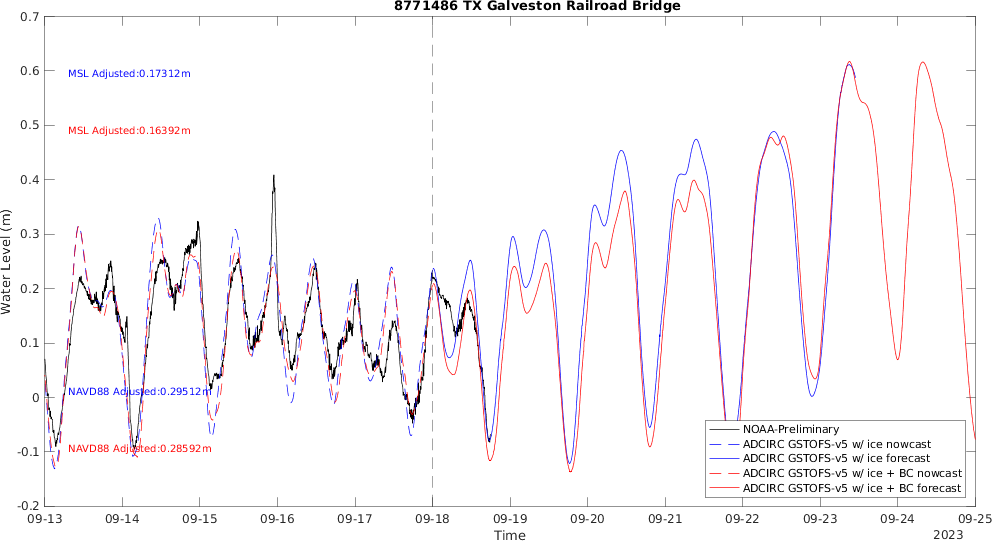 8771486 TX Galveston Railroad Bridge
0.7
0.6
0.5
0.4
0.3
0.2
0.1
0
-0.1
-0.2
Water Level (m)
MSL Adjusted:0.17312m
MSL Adjusted:0.16392m
NAVD88 Adjusted:0.29512m
NAVD88 Adjusted:0.28592m
NOAA-Preliminary
ADCIRC GSTOFS-v5 w/ ice nowcast
ADCIRC GSTOFS-v5 w/ ice forecast
ADCIRC GSTOFS-v5 w/ ice + BC nowcast
ADCIRC GSTOFS-v5 w/ ice + BC forecast
09-13 09-14 09-15 09-16 09-17 09-18 09-19 09-20 09-21 09-22 09-23 09-24 09-25
Time
2023